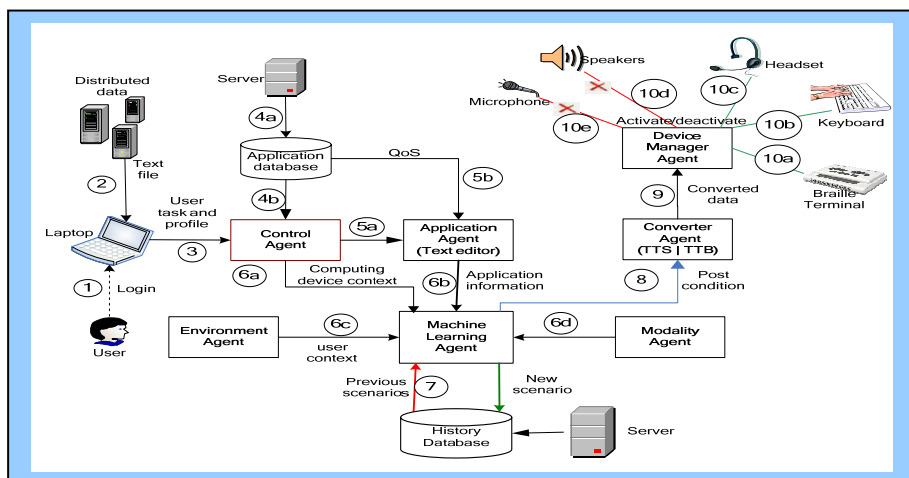 Speakers
Headset
Server
Distributed
data
Microphone
10c
10d
10e
4a
Activate/deactivate
10b
Keyboard
Device
Manager
Agent
10a
Braille
Terminal
Text
file
2
Application
database
QoS
5b
4b
9
Converted
data
User
task and
profile
Laptop
3
Control
Agent
5a
Application
Agent
(Text editor)
Converter
Agent
(TTS | TTB)
6a
Computing
device context
6b
Application
information
8
Post
condition
1
Login
User
Environment
Agent
6c
user
context
Machine
Learning
Agent
6d
Modality
Agent
Previous
scenarios
7
New
scenario
History
Database
Server